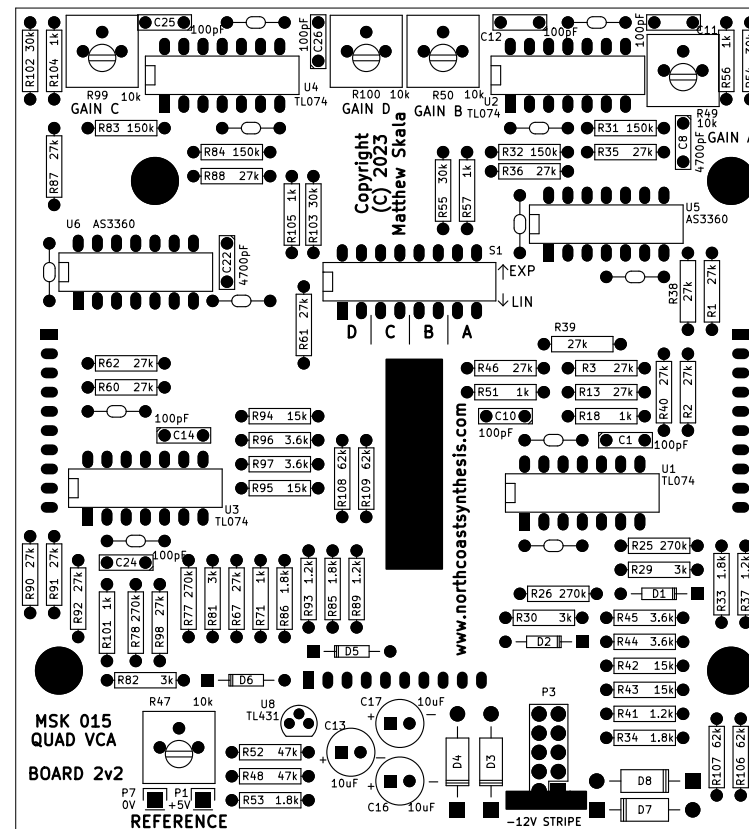 R102 30k
R104 1k
C25
100pF
R99 10k
GAIN C
U4
TL074
100pF
C26
R100 10k
GAIN D
R50 10k
GAIN B
C12
100pF
U2
TL074
100pF
C11
R49
10k
GAIN A
R56 1k
R83 150k
R84 150k
R88 27k
R87 27k
Copyright
(C) 2023
Matthew Skala
R31 150k
R32 150k
R35 27k
R36 27k
C8
4700pF
R105 1k
R103 30k
R55 30k
R57 1k
U6 AS3360
C22
4700pF
U5
AS3360
S1
EXP
LIN
D C B A
R61 27k
R38 27k
R1 27k
R39
27k
R62 27k
R60 27k
R46 27k
R51 1k
R3 27k
R13 27k
R18 1k
R40 27k
R2 27k
100pF
C14
C10
100pF
C1
100pF
R94 15k
R96 3.6k
R97 3.6k
R95 15k
R108 62k
R109 62k
www.northcoastsynthesis.com
U3
TL074
U1
TL074
R90 27k
R91 27k
R92 27k
C24
100pF
R101 1k
R78 270k
R98 27k
R77 270k
R81 3k
R67 27k
R71 1k
R86 1.8k
R93 1.2k
R85 1.8k
R89 1.2k
R25 270k
R29 3k
D1
R26 270k
R30 3k
D2
R33 1.8k
R37 1.2k
R45 3.6k
R44 3.6k
R42 15k
R43 15k
R41 1.2k
R34 1.8k
D5
R82 3k
D6
R47 10k
MSK 015
QUAD VCA
BOARD 2v2
U8
TL431
C13
10uF
C17
10uF
C16
10uF
R52 47k
R48 47k
R53 1.8k
P7
0V
P1
+5V
REFERENCE
D4
D3
P3
-12V STRIPE
D8
D7
R107 62k
R106 62k